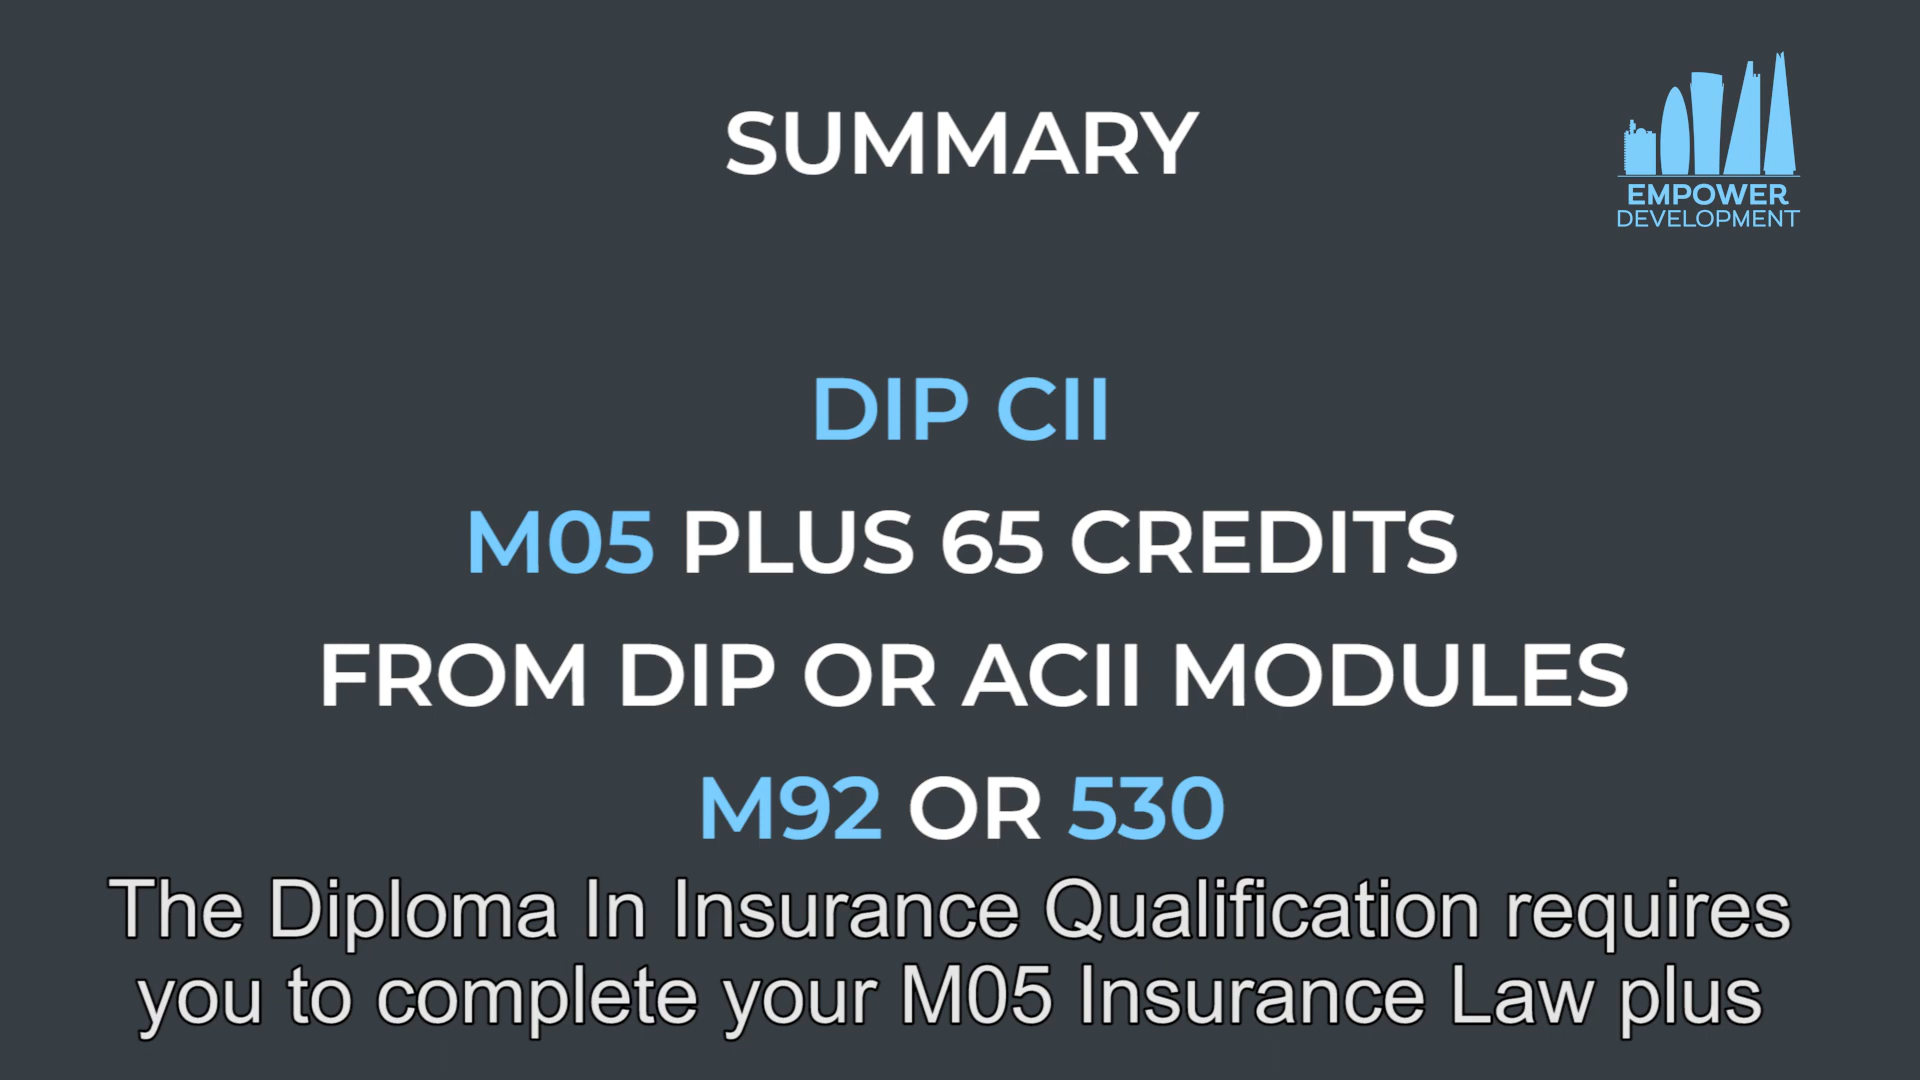 SUMMARY
EMPOWER
DEVELOPMENT
DIP CII
M05 PLUS 65 CREDITS
FROM DIP OR ACII MODULES
M92 OR 530
The Diploma In Insurance Qualification requires
you to complete your M05 Insurance Law plus